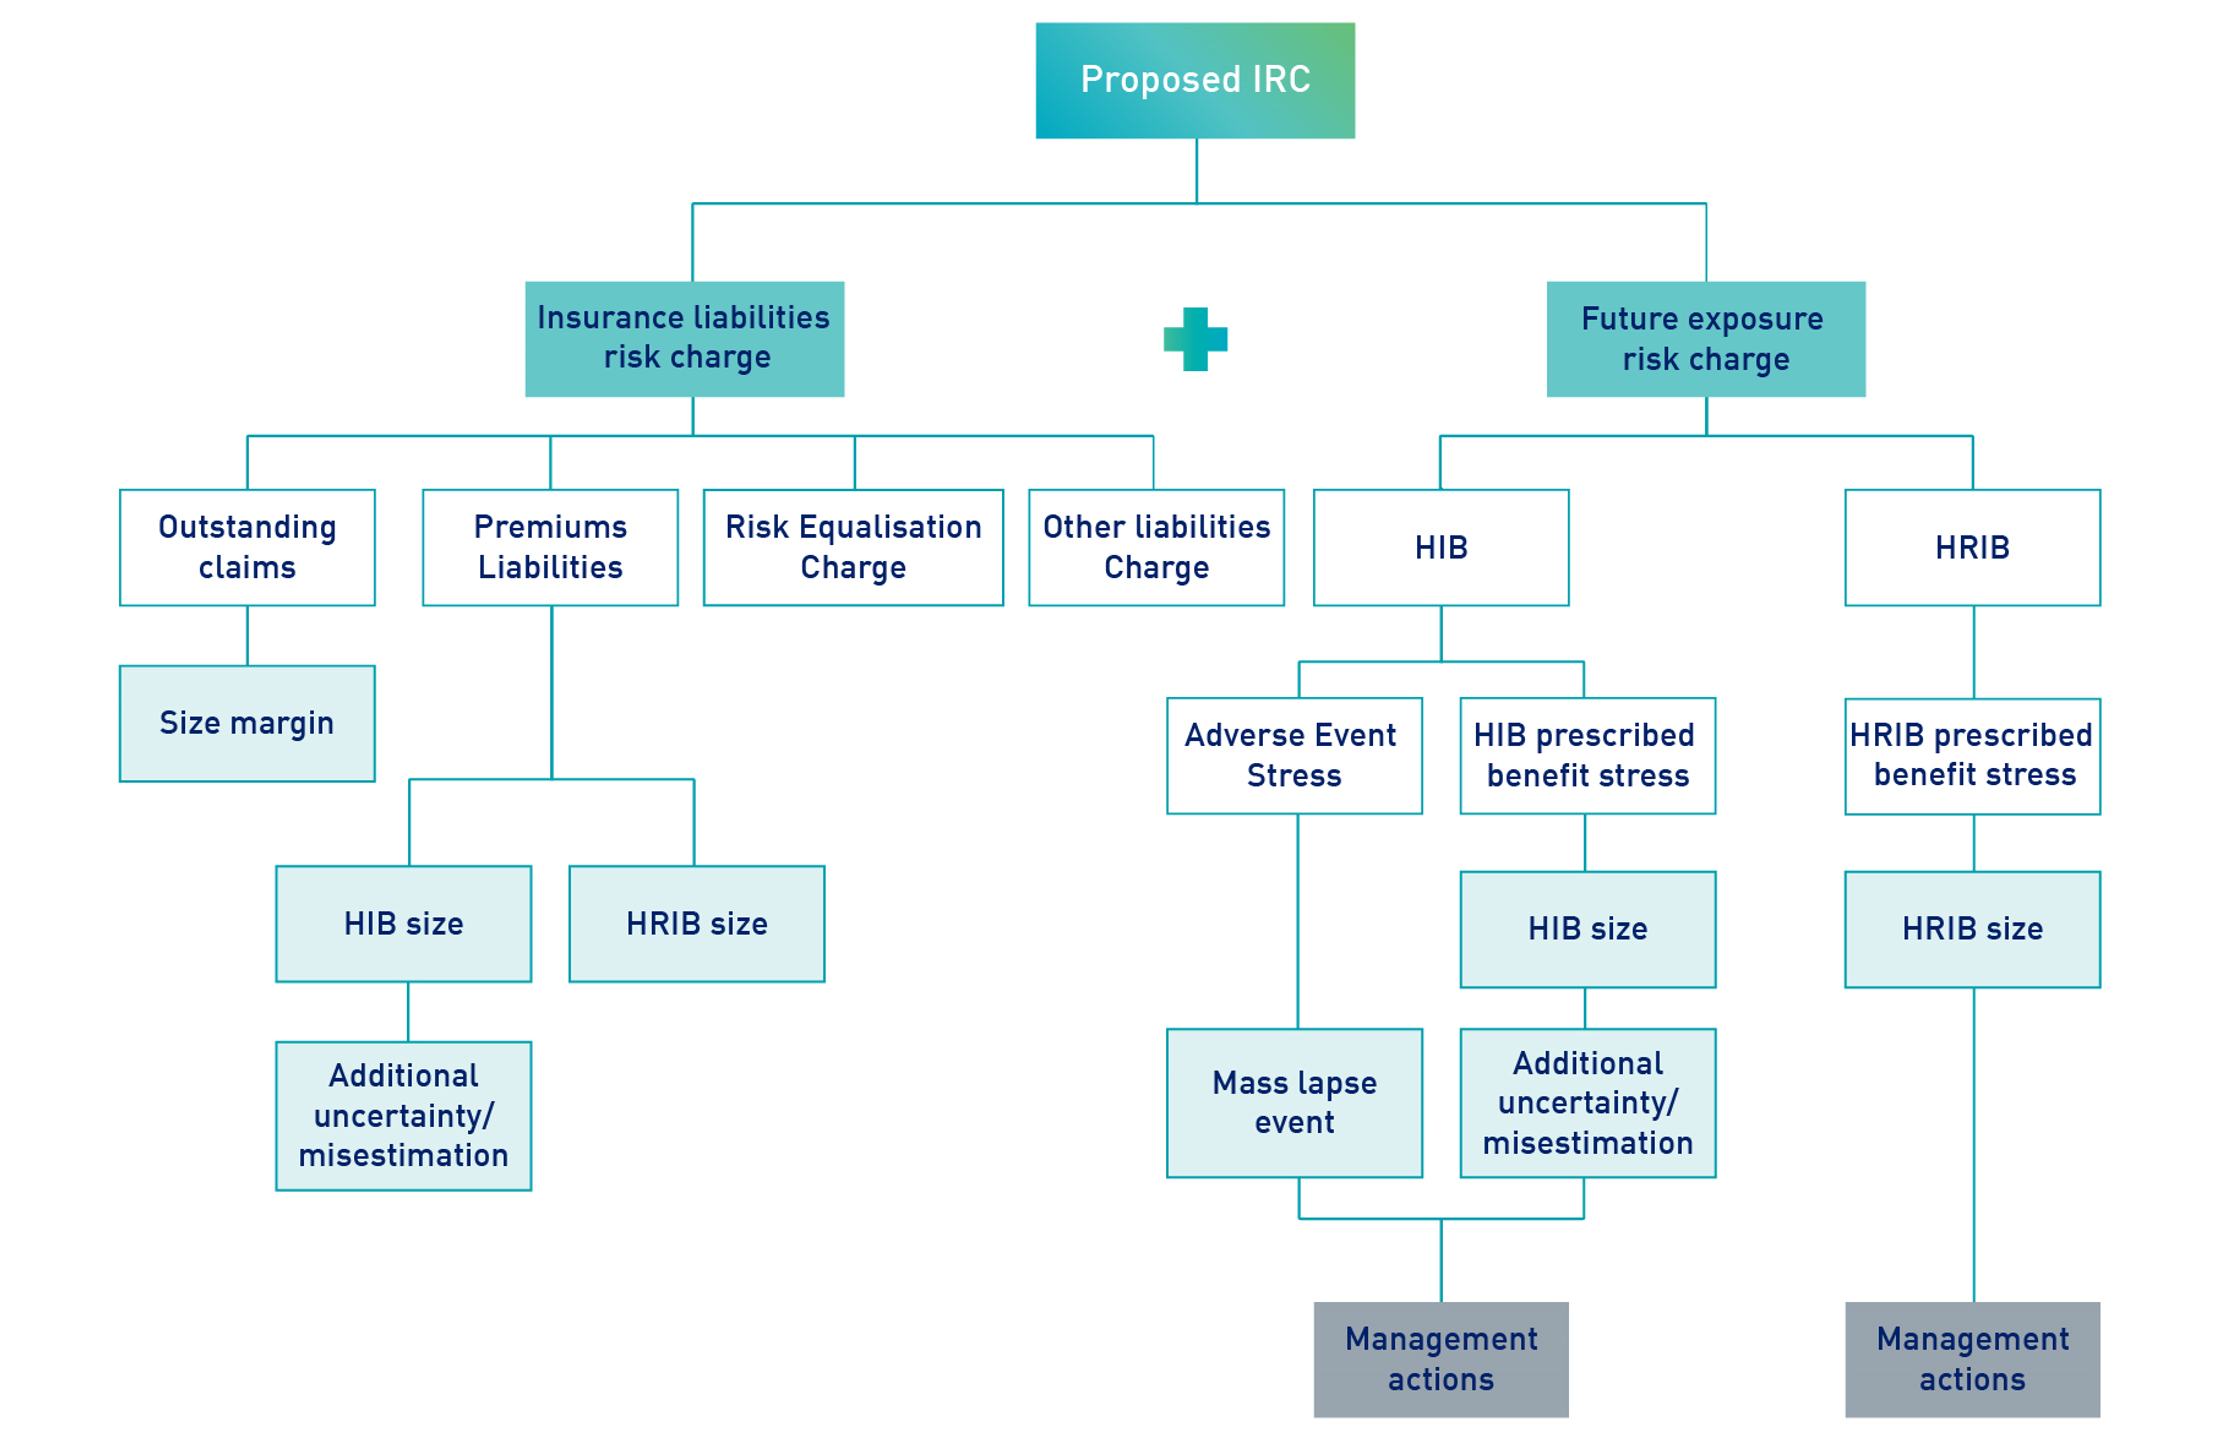 Proposed IRC
Insurance liabilities
risk charge
Future exposure
risk charge
Outstanding
claims
Premiums
Liabilities
Risk Equalisation
Charge
Other liabilities
Charge
HIB
HRIB
Size margin
Adverse Event
Stress
HIB prescribed
benefit stress
HRIB prescribed
benefit stress
HIB size
HRIB size
HIB size
HRIB size
Additional
uncertainty/
misestimation
Mass lapse
event
Additional
uncertainty/
misestimation
Management
actions
Management
actions